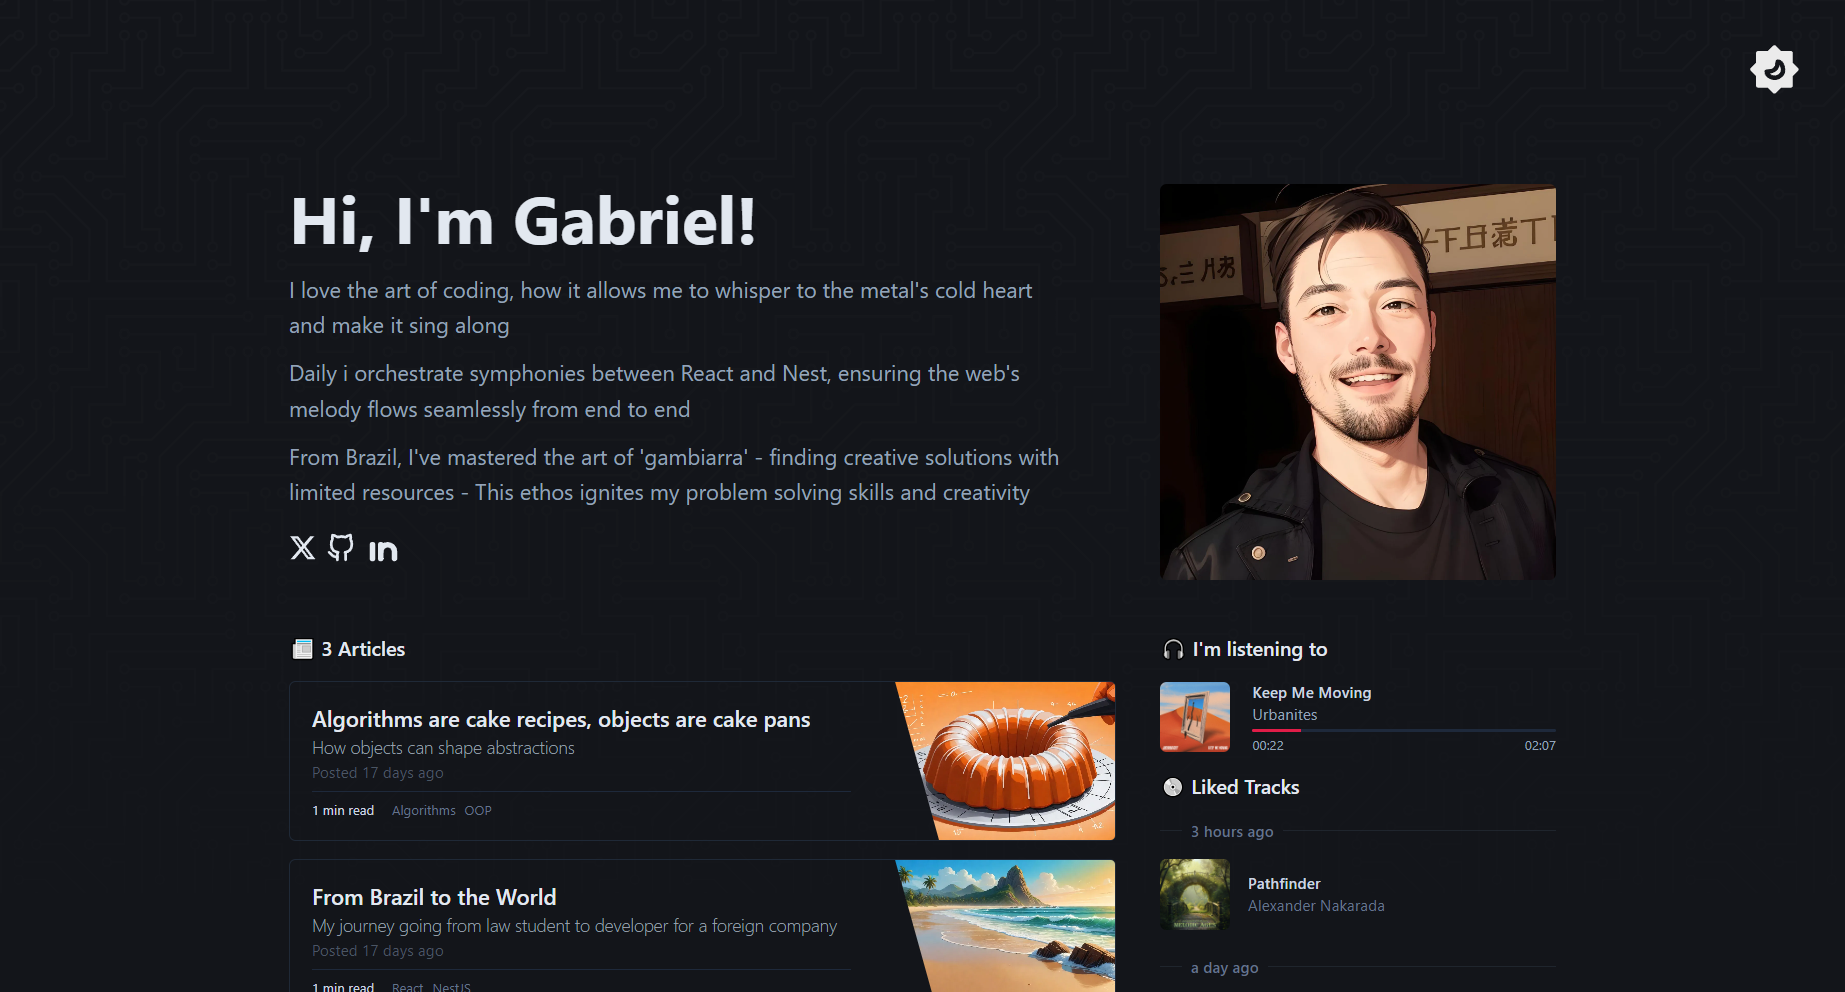 Hi, I'm Gabriel!
I love the art of coding, how it allows me to whisper to the metal's cold heart
and make it sing along
Daily i orchestrate symphonies between React and Nest, ensuring the web's
melody flows seamlessly from end to end
From Brazil, I've mastered the art of 'gambiarra' - finding creative solutions with
limited resources - This ethos ignites my problem solving skills and creativity
3 Articles
Algorithms are cake recipes, objects are cake pans
How objects can shape abstractions
Posted 17 days ago
1 min read Algorithms OOP
From Brazil to the World
My journey going from law student to developer for a foreign company
Posted 17 days ago
1 min read React NestJS
I'm listening to
Keep Me Moving
Urbanites
00:22 02:07
Liked Tracks
3 hours ago
Pathfinder
Alexander Nakarada
a day ago